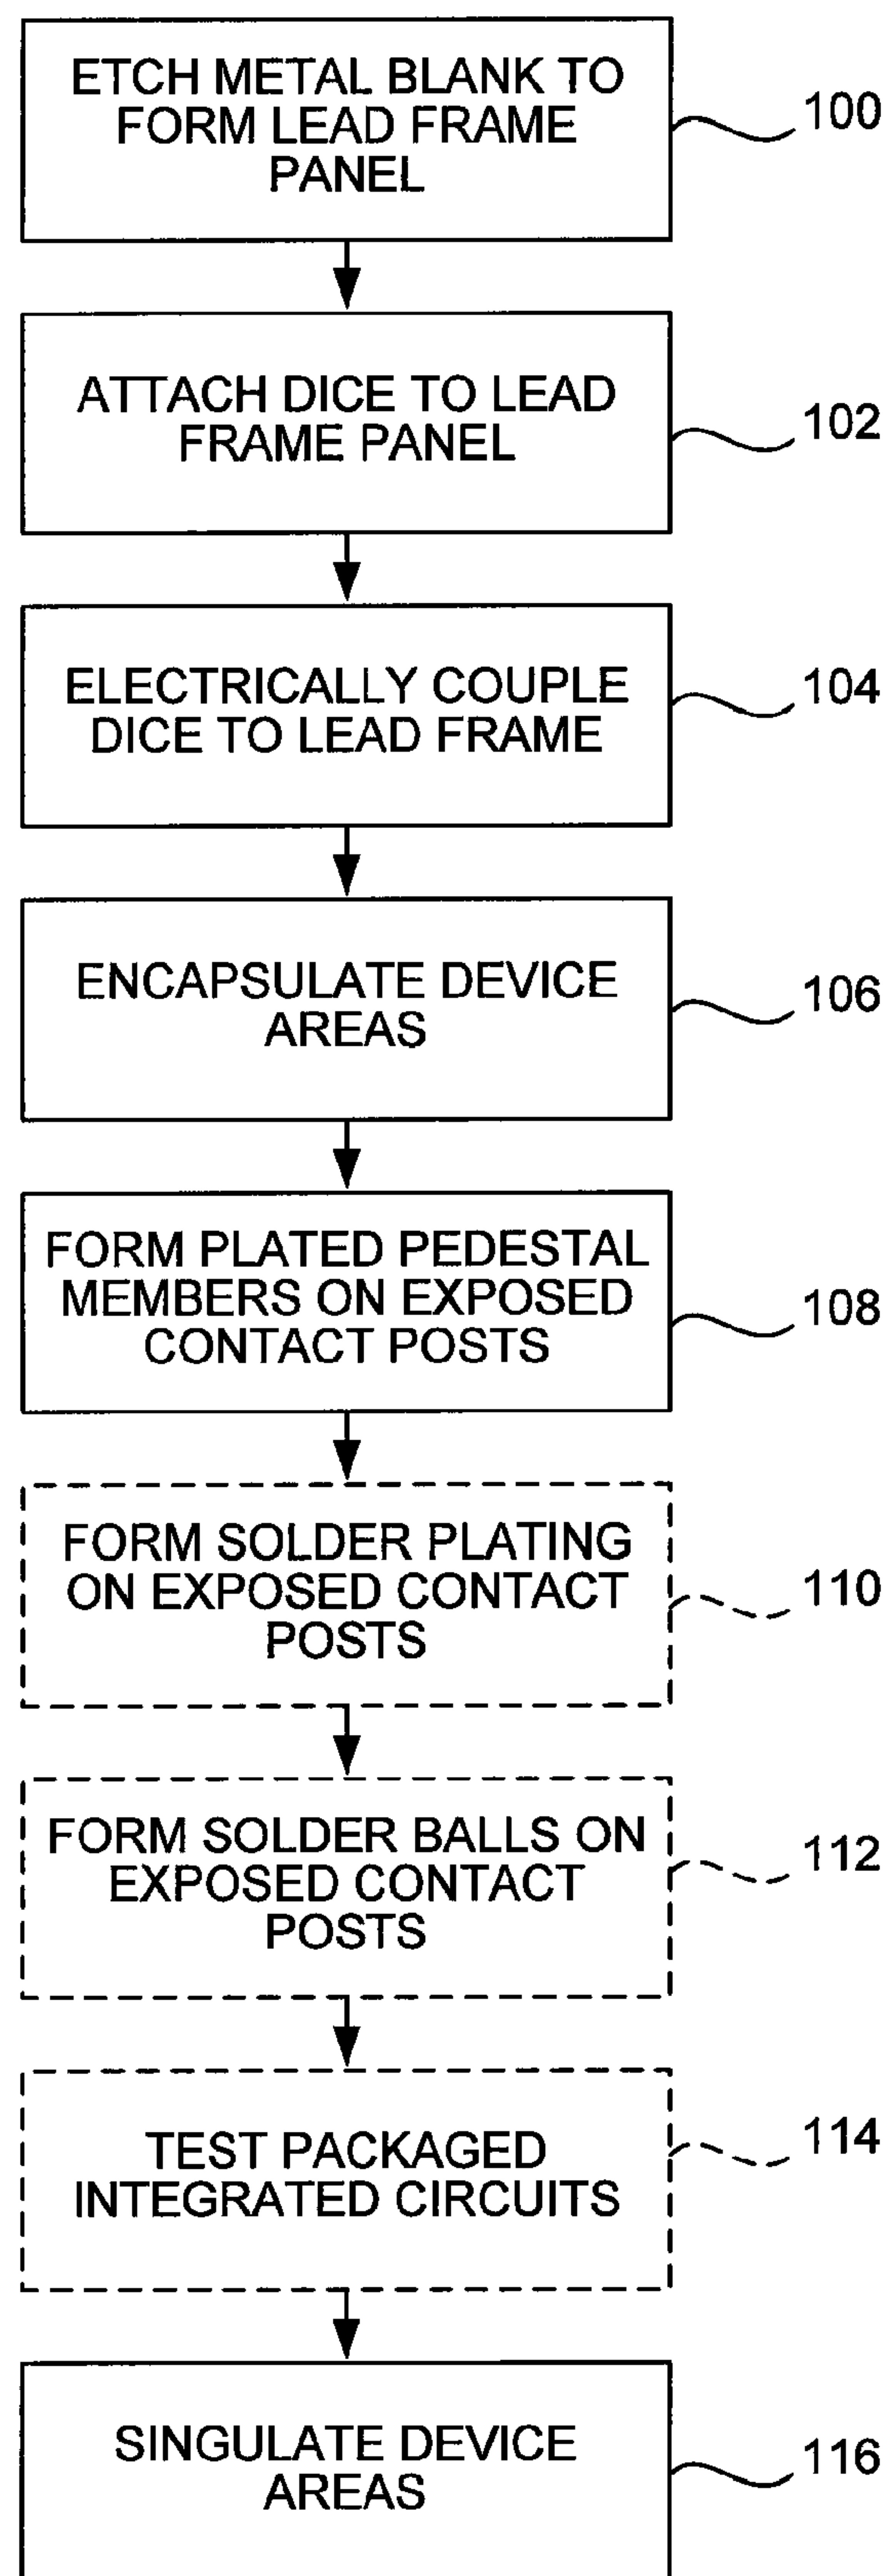 ETCH METAL BLANK TO
FORM LEAD FRAME
PANEL
100
ATTACH DICE TO LEAD
FRAME PANEL
102
ELECTRICALLY COUPLE
DICE TO LEAD FRAME
104
ENCAPSULATE DEVICE
AREAS
106
FORM PLATED PEDESTAL
MEMBERS ON EXPOSED
CONTACT POSTS
108
FORM SOLDER PLATING
ON EXPOSED CONTACT
POSTS
110
FORM SOLDER BALLS ON
EXPOSED CONTACT
POSTS
112
TEST PACKAGED
INTEGRATED CIRCUITS
114
SINGULATE DEVICE
AREAS
116